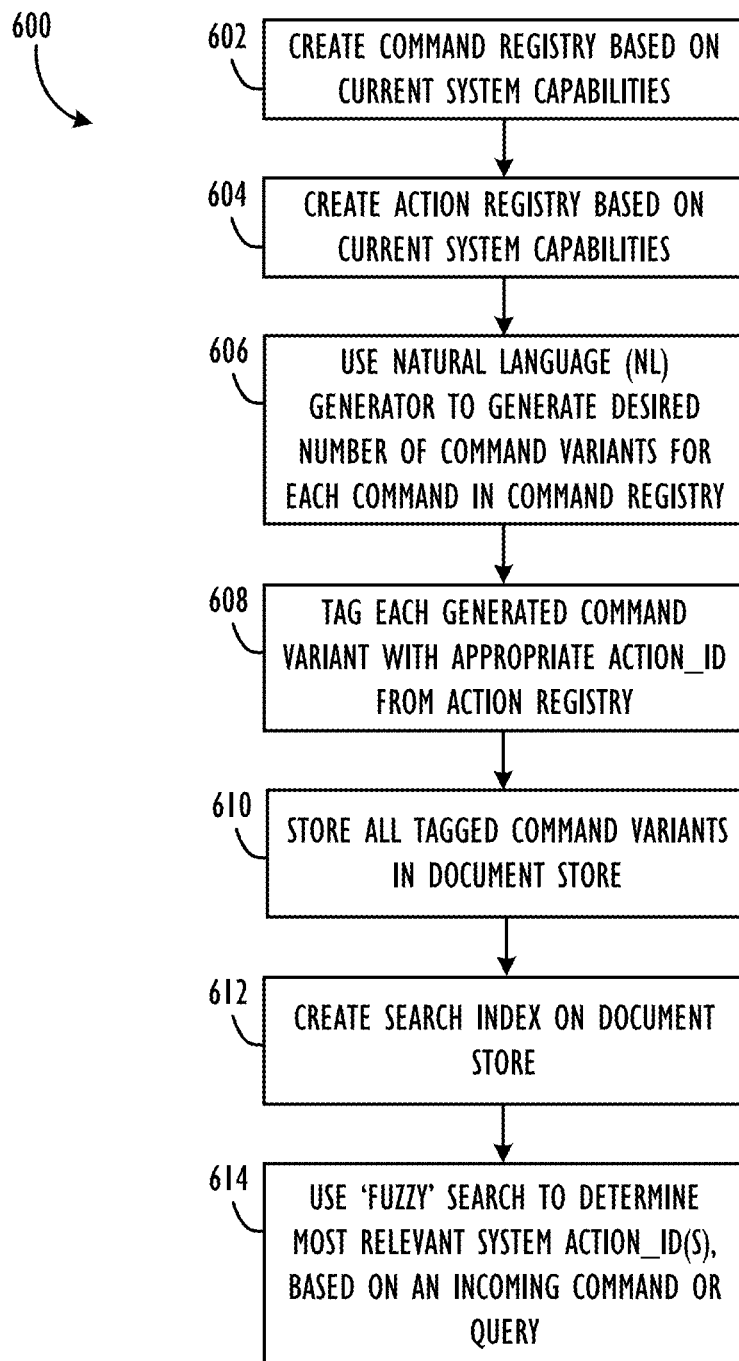 600
602
CREATE COMMAND REGISTRY BASED ON
CURRENT SYSTEM CAPABILITIES
604
CREATE ACTION REGISTRY BASED ON
CURRENT SYSTEM CAPABILITIES
606
USE NATURAL LANGUAGE (NL)
GENERATOR TO GENERATE DESIRED
NUMBER OF COMMAND VARIANTS FOR
EACH COMMAND IN COMMAND REGISTRY
608
TAG EACH GENERATED COMMAND
VARIANT WITH APPROPRIATE ACTION_ID
FROM ACTION REGISTRY
610
STORE ALL TAGGED COMMAND VARIANTS
IN DOCUMENT STORE
612
CREATE SEARCH INDEX ON DOCUMENT
STORE
614
USE ‘FUZZY’ SEARCH TO DETERMINE
MOST RELEVANT SYSTEM ACTION_ID(S),
BASED ON AN INCOMING COMMAND OR
QUERY